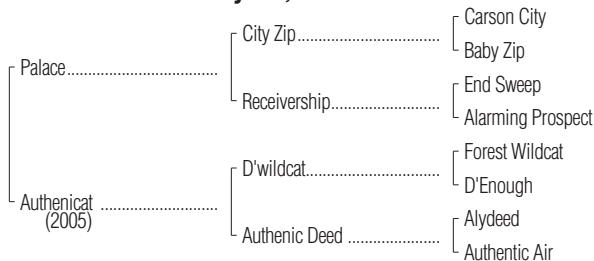 Carson City
City Zip
Baby Zip
Palace
End Sweep
Receivership
Alarming Prospect
Forest Wildcat
D'wildcat
D'Enough
Authenicat
(2005)
Alydeed
Authenic Deed
Authentic Air